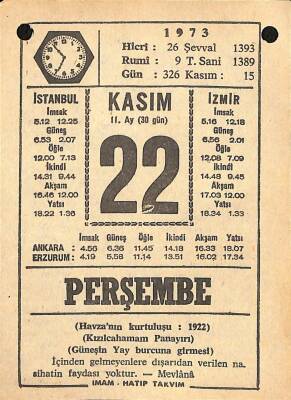 1973
Hicrî : 26 Şevval 1393
Rumî : 9 T. Sani 1389
Gün : 326 Kasım : 15
İSTANBUL
İmsak
5.12 12.25
Güneş
6.53 2.07
Öğle
12.00 7.13
İkindi
14.31 9.44
Akşam
16.46 12.00
Yatsı
18.22 1.36
KASIM
11. Ay (30 gün)
22
İZMİR
İmsak
5.16 12.18
Güneş
6.56 2.01
Öğle
12.08 7.09
İkindi
14.48 9.45
Akşam
17.03 12.00
Yatsı
18.34 1.33
İmsak Güneş Öğle İkindi Akşam Yatsı
ANKARA : 4.56 6.36 11.45 14.18 16.33 18.07
ERZURUM : 4.19 5.58 11.14 13.51 16.02 17.34
PERŞEMBE
(Havza'nın kurtuluşu : 1922)
(Kızılcahamam Panayırı)
(Güneşin Yay burcuna girmesi)
İçinden gelmeyenlere dışarıdan verilen na-
sihatin faydası yoktur. — Mevlânâ
İMAM - HATİP TAKVİM